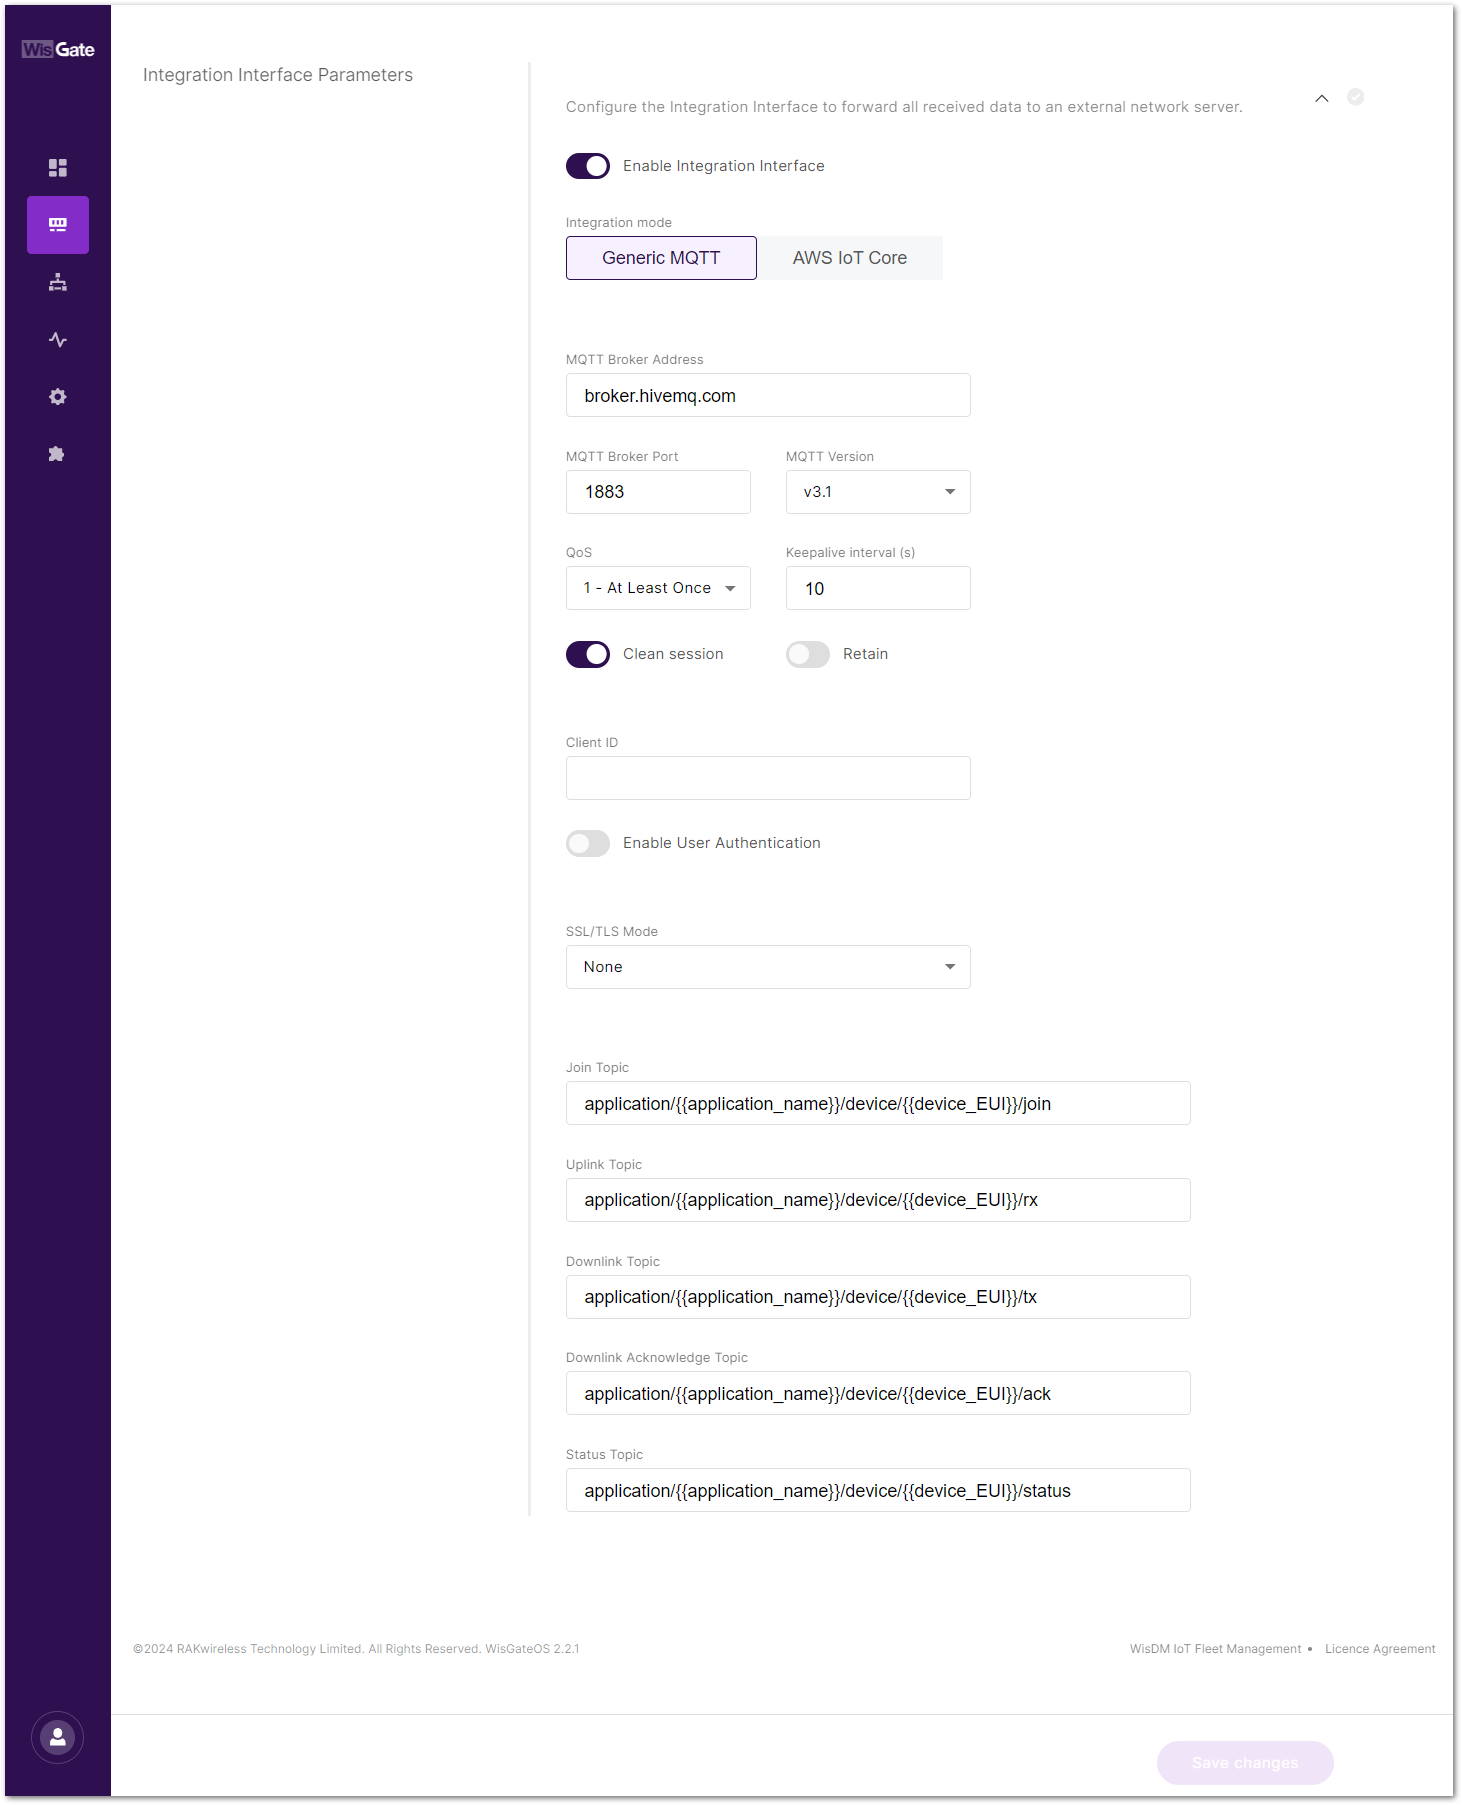 WisGate
Integration Interface Parameters
Configure the Integration Interface to forward all received data to an external network server.
Enable Integration Interface
Integration mode
Generic MQTT
AWS IoT Core
MQTT Broker Address
broker.hivemq.com
MQTT Broker Port
MQTT Version
1883
v3.1
QoS
Keepalive interval (s)
1 - At Least Once
10
Clean session
Retain
Client ID
Enable User Authentication
SSL/TLS Mode
None
Join Topic
application/{{application_name}}/device/{{device_EUI}}/join
Uplink Topic
application/{{application_name}}/device/{{device_EUI}}/rx
Downlink Topic
application/{{application_name}}/device/{{device_EUI}}/tx
Downlink Acknowledge Topic
application/{{application_name}}/device/{{device_EUI}}/ack
Status Topic
application/{{application_name}}/device/{{device_EUI}}/status
©2024 RAKwireless Technology Limited. All Rights Reserved. WisGateOS 2.2.1
WisDM IoT Fleet Management • Licence Agreement
Save changes